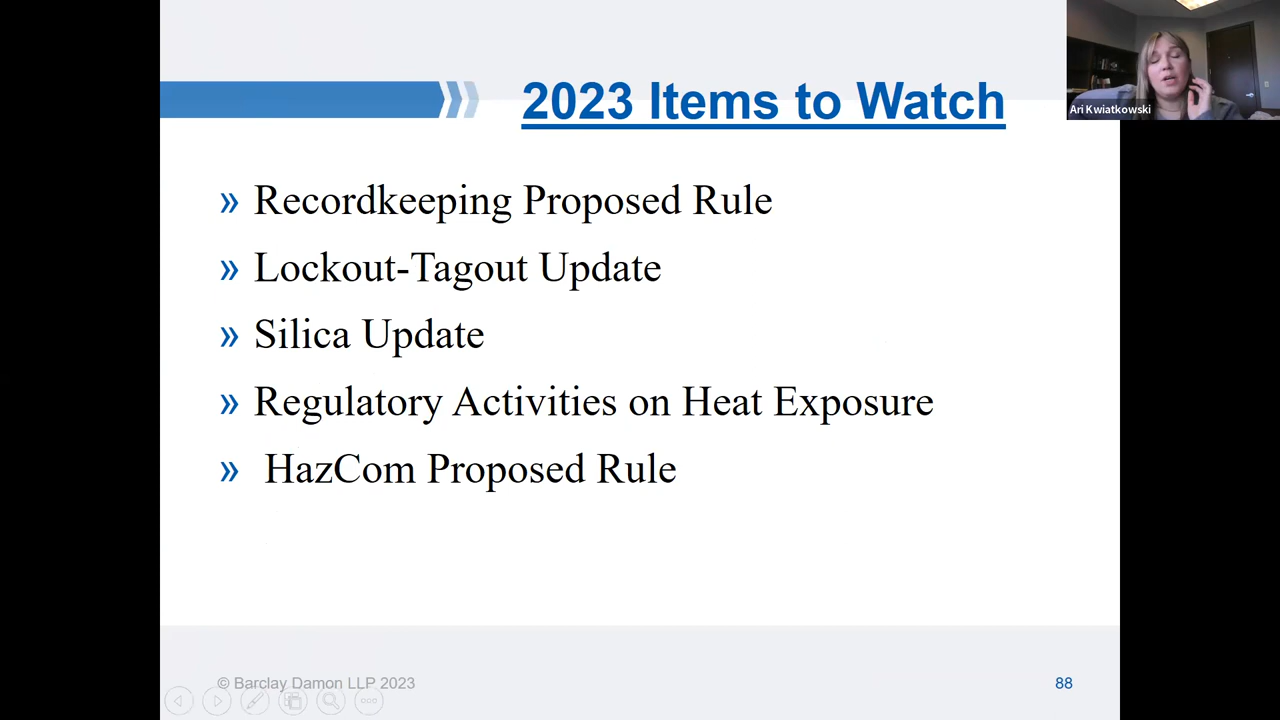 2023 Items to Watch
Ari Kwiatkowski
» Recordkeeping Proposed Rule
» Lockout-Tagout Update
» Silica Update
» Regulatory Activities on Heat Exposure
» HazCom Proposed Rule
© Barclay Damon LLP 2023
88